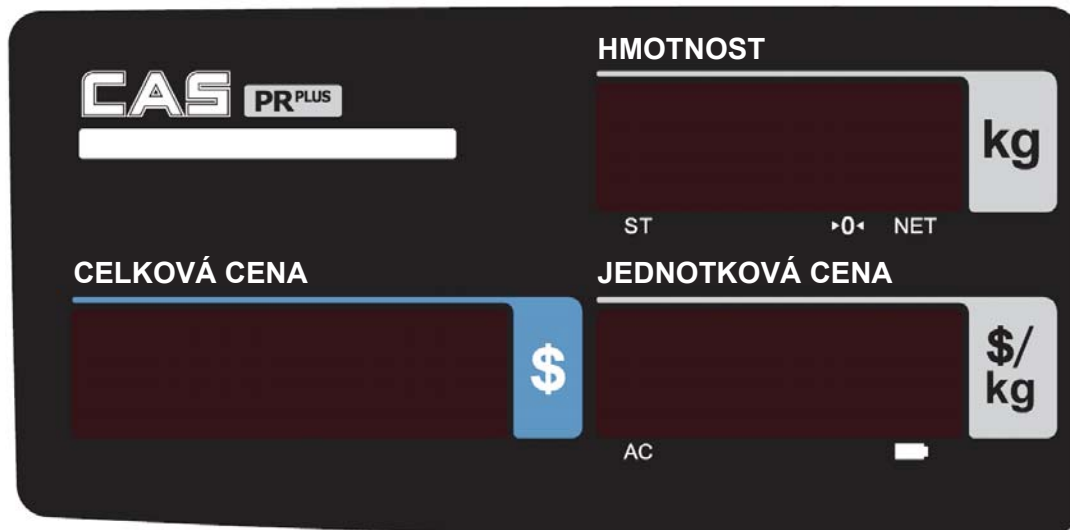 CAS PR PLUS
HMOTNOST
kg
ST ►0◄ NET
CELKOVÁ CENA
$
JEDNOTKOVÁ CENA
$/
kg
AC